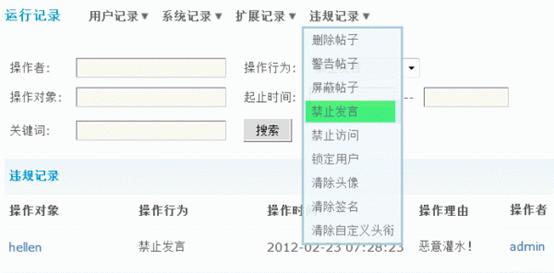 运行记录 用户记录▼ 系统记录▼ 扩展记录▼ 违规记录▼
删除帖子
警告帖子
屏蔽帖子
禁止发言
禁止访问
锁定用户
清除头像
清除签名
清除自定义头衔
操作者: 操作行为:
操作对象: 起止时间: --
关键词: 搜索
违规记录
操作对象 操作行为 操作时 操作理由 操作者
hellen 禁止发言 2012-02-23 07:28:23 恶意灌水! admin